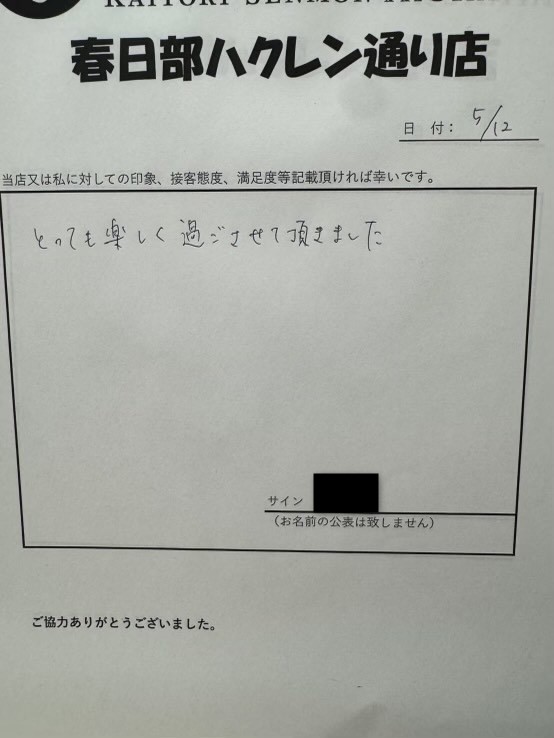 KAITORI SENMON
春日部ハクレン通り店
日 付： 5/12
当店又は私に対しての印象、接客態度、満足度等記載頂ければ幸いです。
とっても楽しく過ごさせて頂きました
サイン
（お名前の公表は致しません）
ご協力ありがとうございました。